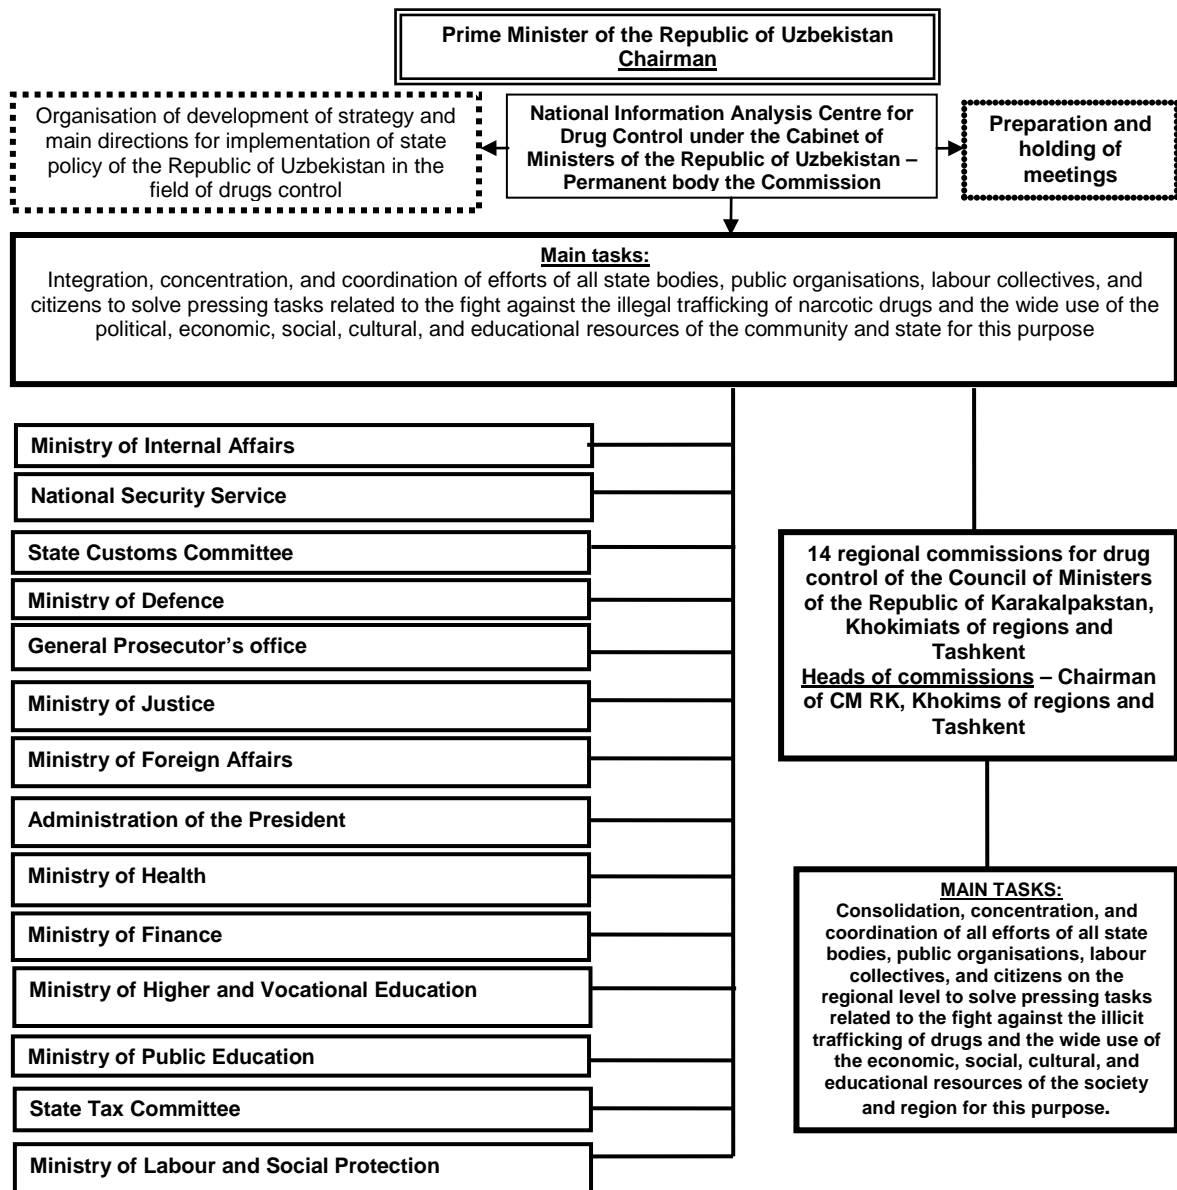 Prime Minister of the Republic of Uzbekistan
Chairman
Organisation of development of strategy and
main directions for implementation of state
policy of the Republic of Uzbekistan in the
field of drugs control
National Information Analysis Centre for
Drug Control under the Cabinet of
Ministers of the Republic of Uzbekistan –
Permanent body the Commission
Preparation and
holding of
meetings
Main tasks:
Integration, concentration, and coordination of efforts of all state bodies, public organisations, labour collectives, and
citizens to solve pressing tasks related to the fight against the illegal trafficking of narcotic drugs and the wide use of the
political, economic, social, cultural, and educational resources of the community and state for this purpose
Ministry of Internal Affairs
National Security Service
State Customs Committee
Ministry of Defence
General Prosecutor's office
Ministry of Justice
Ministry of Foreign Affairs
Administration of the President
Ministry of Health
Ministry of Finance
Ministry of Higher and Vocational Education
Ministry of Public Education
State Tax Committee
Ministry of Labour and Social Protection
14 regional commissions for drug
control of the Council of Ministers
of the Republic of Karakalpakstan,
Khokimiats of regions and
Tashkent
Heads of commissions – Chairman
of CM RK, Khokims of regions and
Tashkent
MAIN TASKS:
Consolidation, concentration, and
coordination of all efforts of all state
bodies, public organisations, labour
collectives, and citizens on the
regional level to solve pressing tasks
related to the fight against the illicit
trafficking of drugs and the wide use of
the economic, social, cultural, and
educational resources of the society
and region for this purpose.